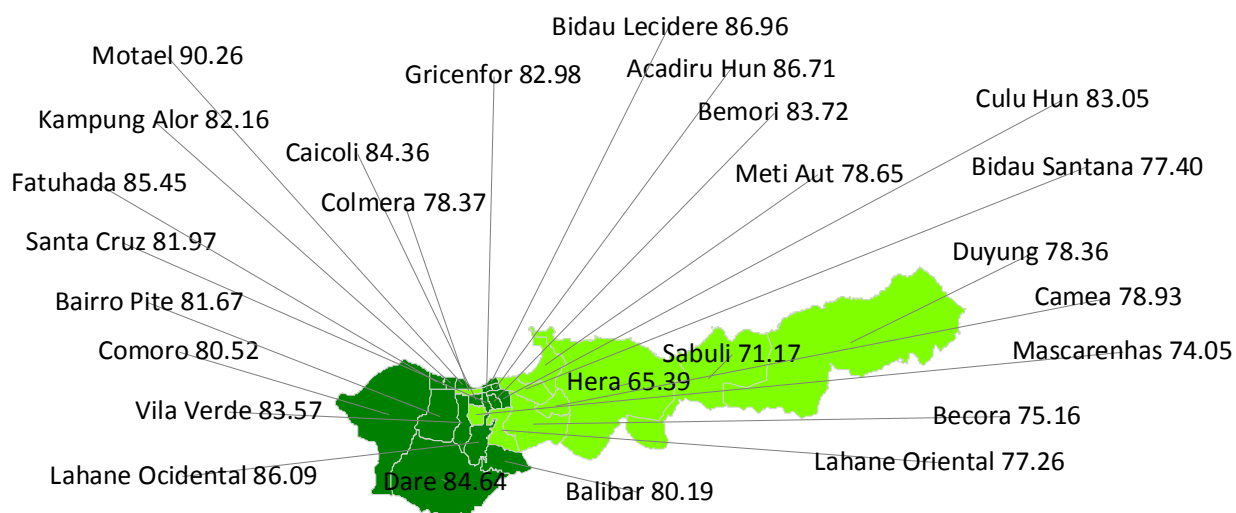 Bidau Lecidere 86.96
Motael 90.26
Gricenfor 82.98
Acadiru Hun 86.71
Culu Hun 83.05
Bemori 83.72
Kampung Alor 82.16
Caicoli 84.36
Bidau Santana 77.40
Meti Aut 78.65
Fatuhada 85.45
Colmera 78.37
Santa Cruz 81.97
Duyung 78.36
Bairro Pite 81.67
Camea 78.93
Comoro 80.52
Sabuli 71.17
Mascarenhas 74.05
Hera 65.39
Vila Verde 83.57
Becora 75.16
Lahane Oriental 77.26
Lahane Ocidental 86.09
Dare 84.64
Balibar 80.19